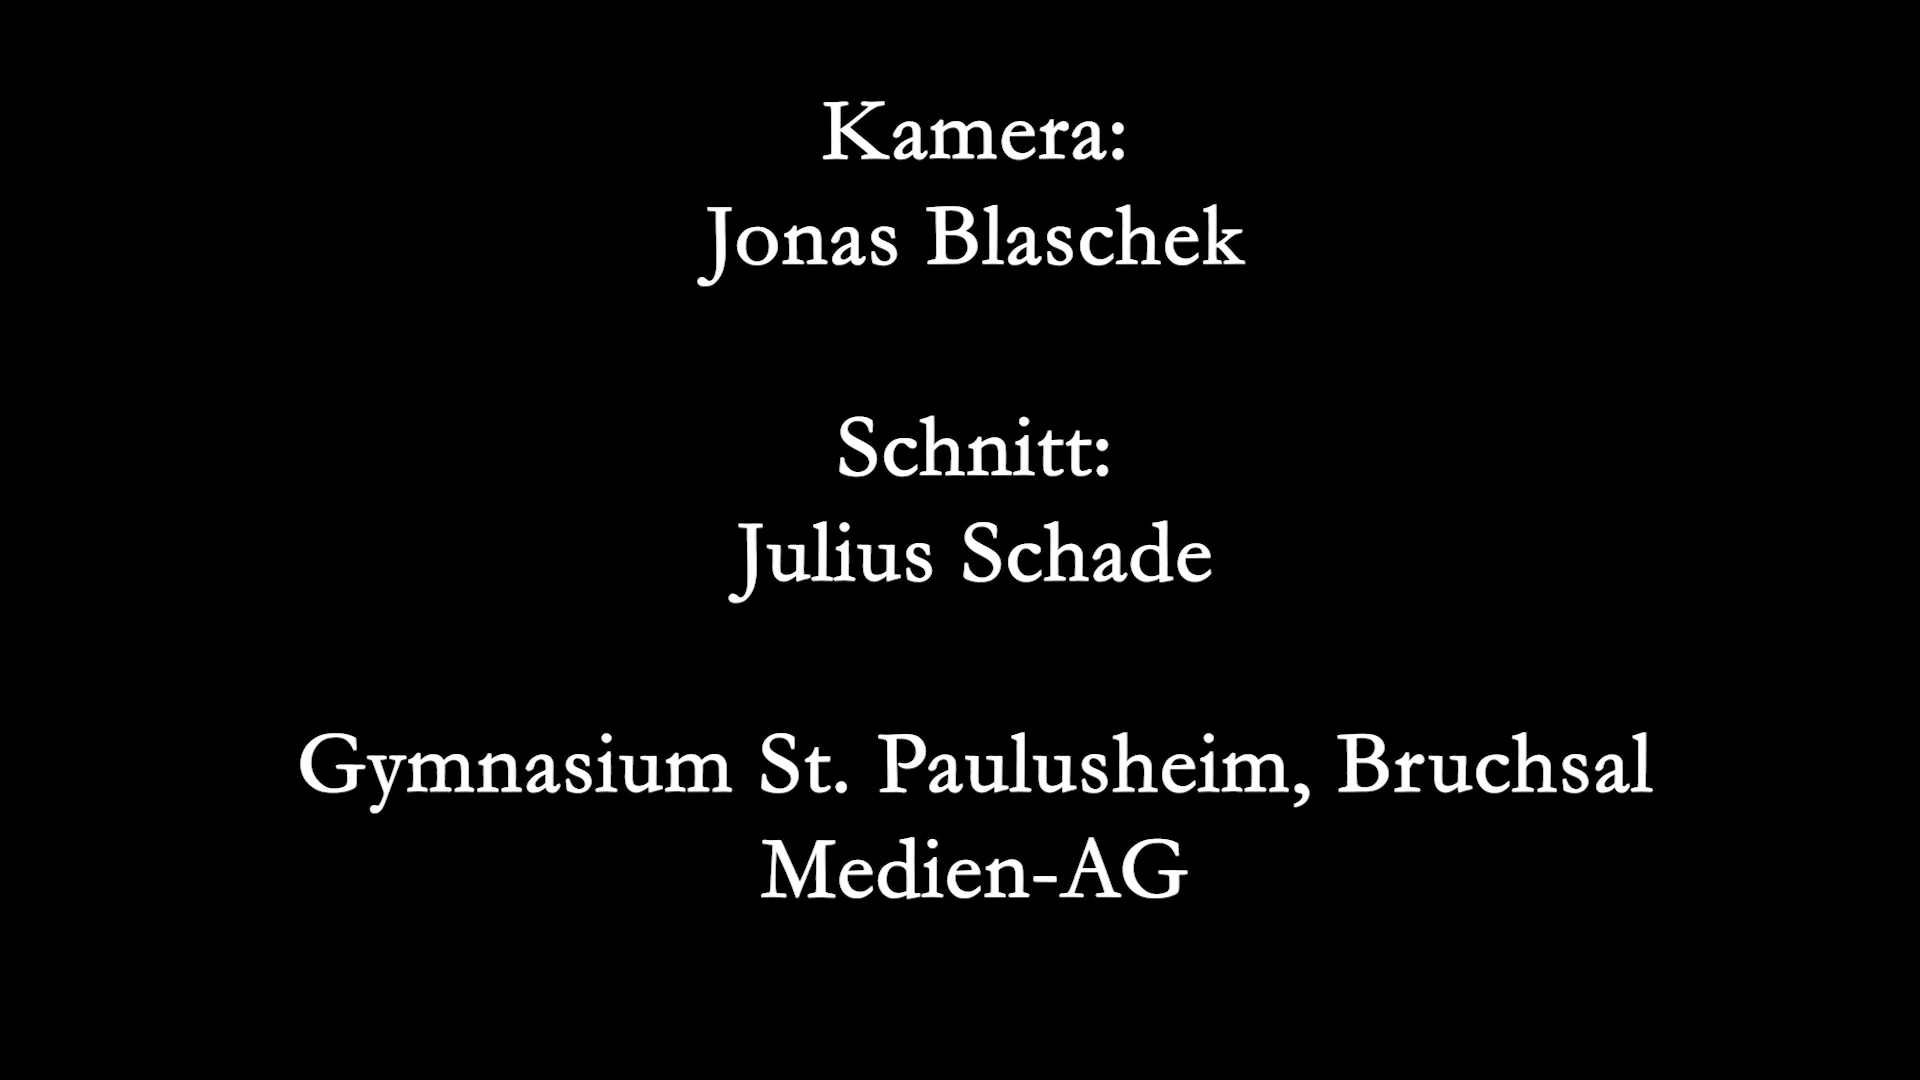 Kamera:
Jonas Blaschek
Schnitt:
Julius Schade
Gymnasium St. Paulusheim, Bruchsal
Medien-AG